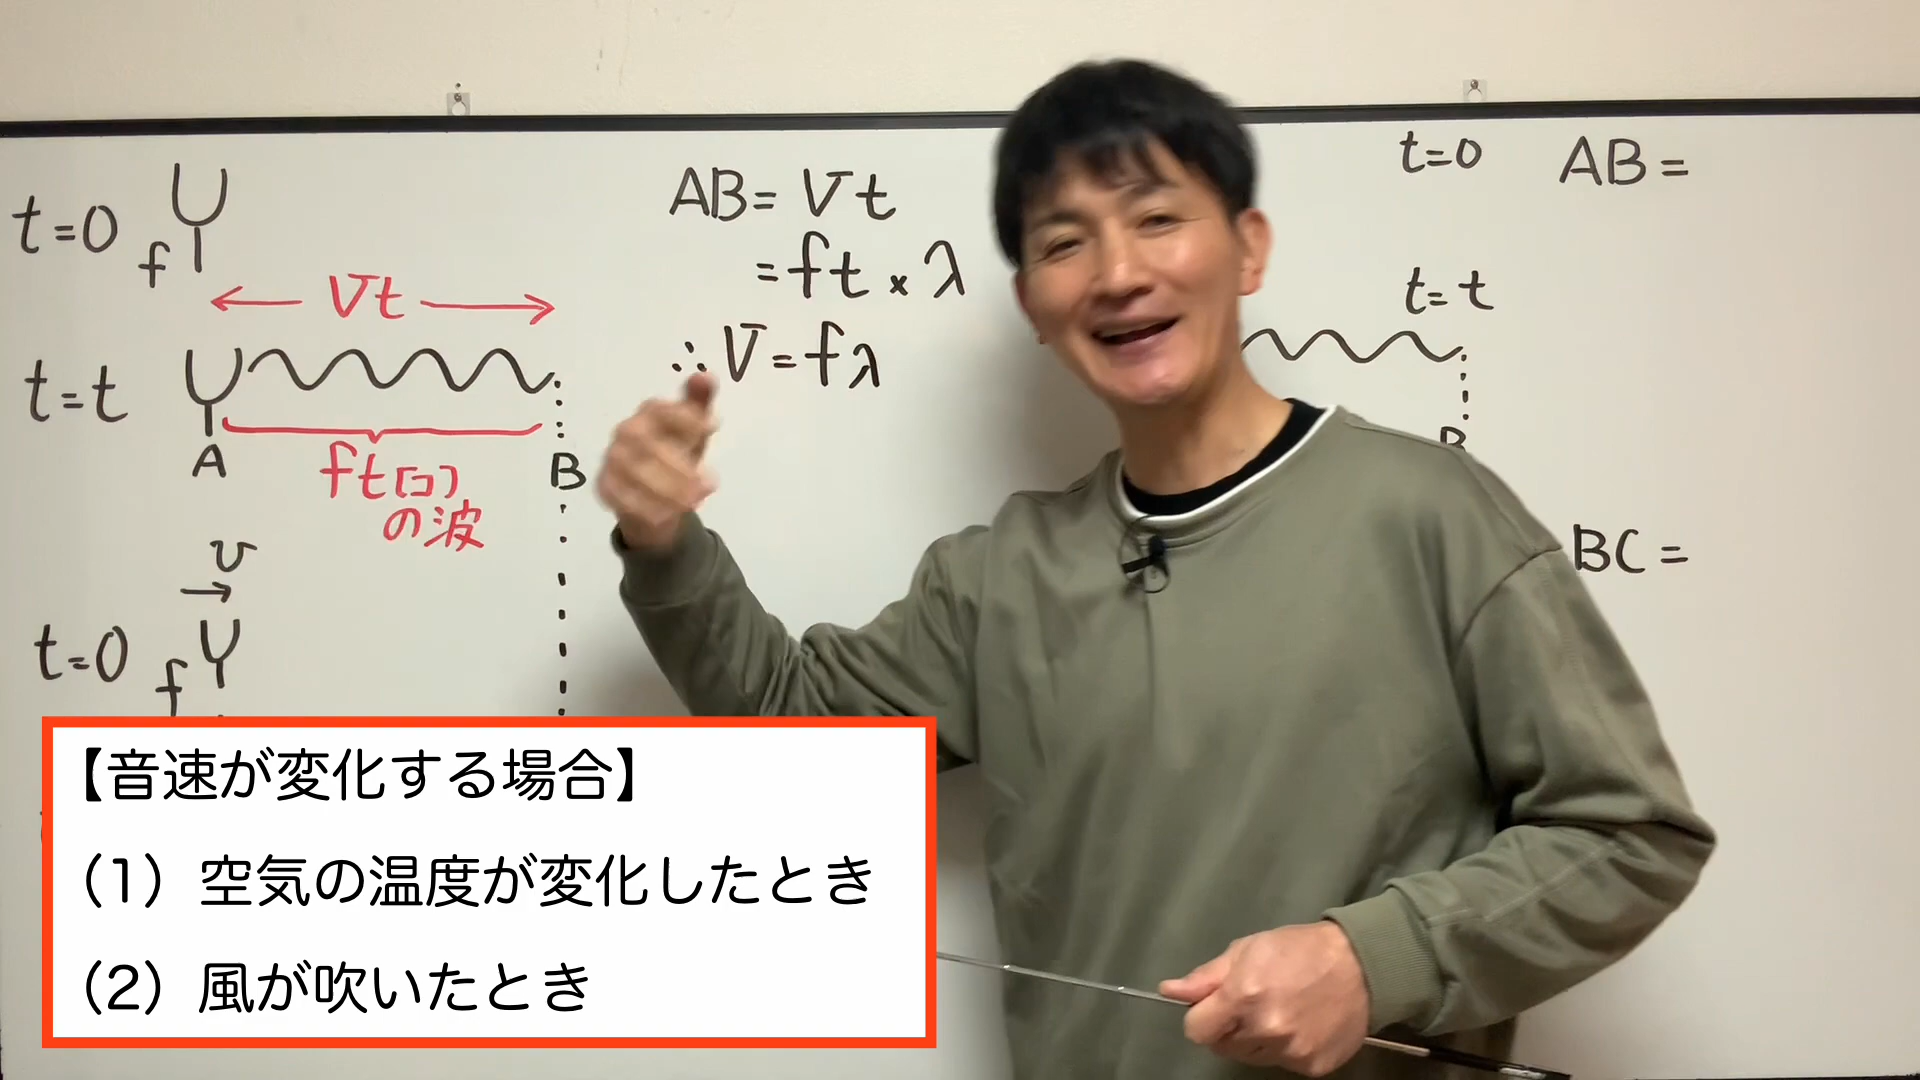 t=0
f
Vt
t=t
A
ft[コ]
の波
B
v
t=0
f
AB= Vt
=ft×λ
∴V=fλ
t=0
t=t
B
AB=
BC=
【音速が変化する場合】
(1) 空気の温度が変化したとき
(2) 風が吹いたとき